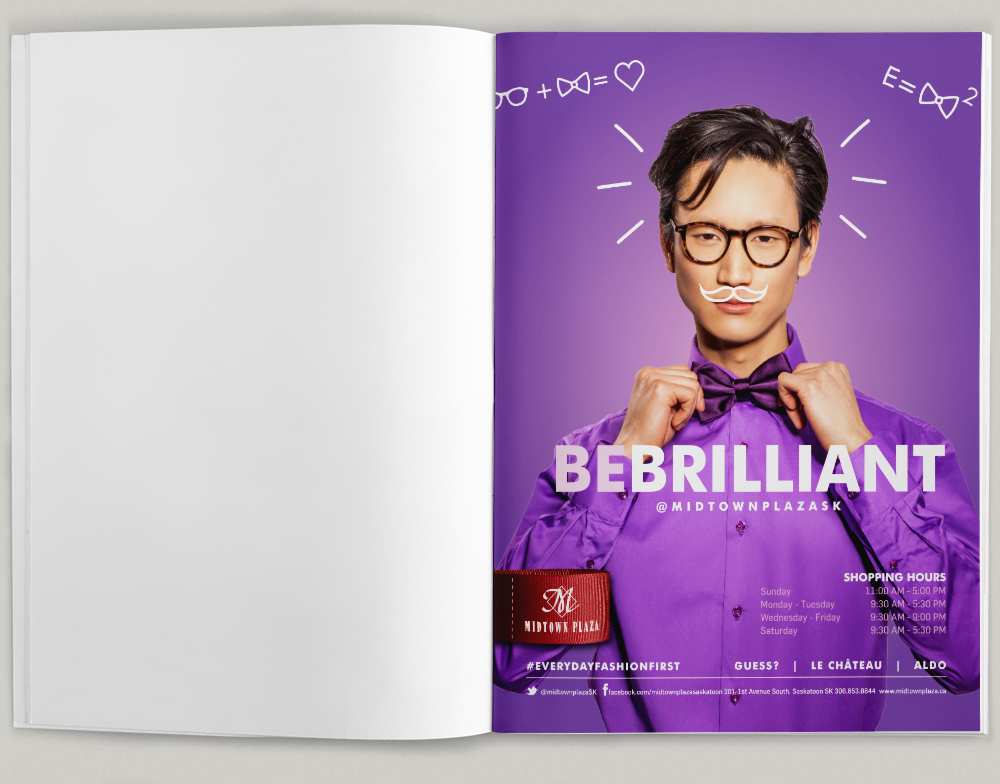 + =
E= 2
BEBRILLIANT
@MIDTOWNPLAZASK
M
MIDTOWN PLAZA
SHOPPING HOURS
Sunday 11:00 AM - 5:00 PM
Monday - Tuesday 9:30 AM - 5:30 PM
Wednesday - Friday 9:30 AM - 9:00 PM
Saturday 9:30 AM - 5:30 PM
#EVERYDAYFASHIONFIRST GUESS? | LE CHÂTEAU | ALDO
@midtownplazaSK facebook.com/midtownplazasaskatoon 201-1st Avenue South, Saskatoon SK 306.653.8844 www.midtownplaza.ca